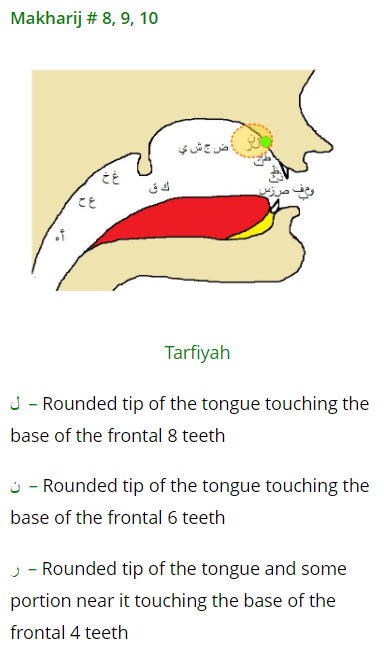 Makharij # 8, 9, 10
ض ج ش ي
ط د ت
ظ ذ ث
غ خ
ك ق
ص ز س
و م ب ف
ع ح
أ ه
Tarfiyah
ل – Rounded tip of the tongue touching the
base of the frontal 8 teeth
ن – Rounded tip of the tongue touching the
base of the frontal 6 teeth
ر – Rounded tip of the tongue and some
portion near it touching the base of the
frontal 4 teeth